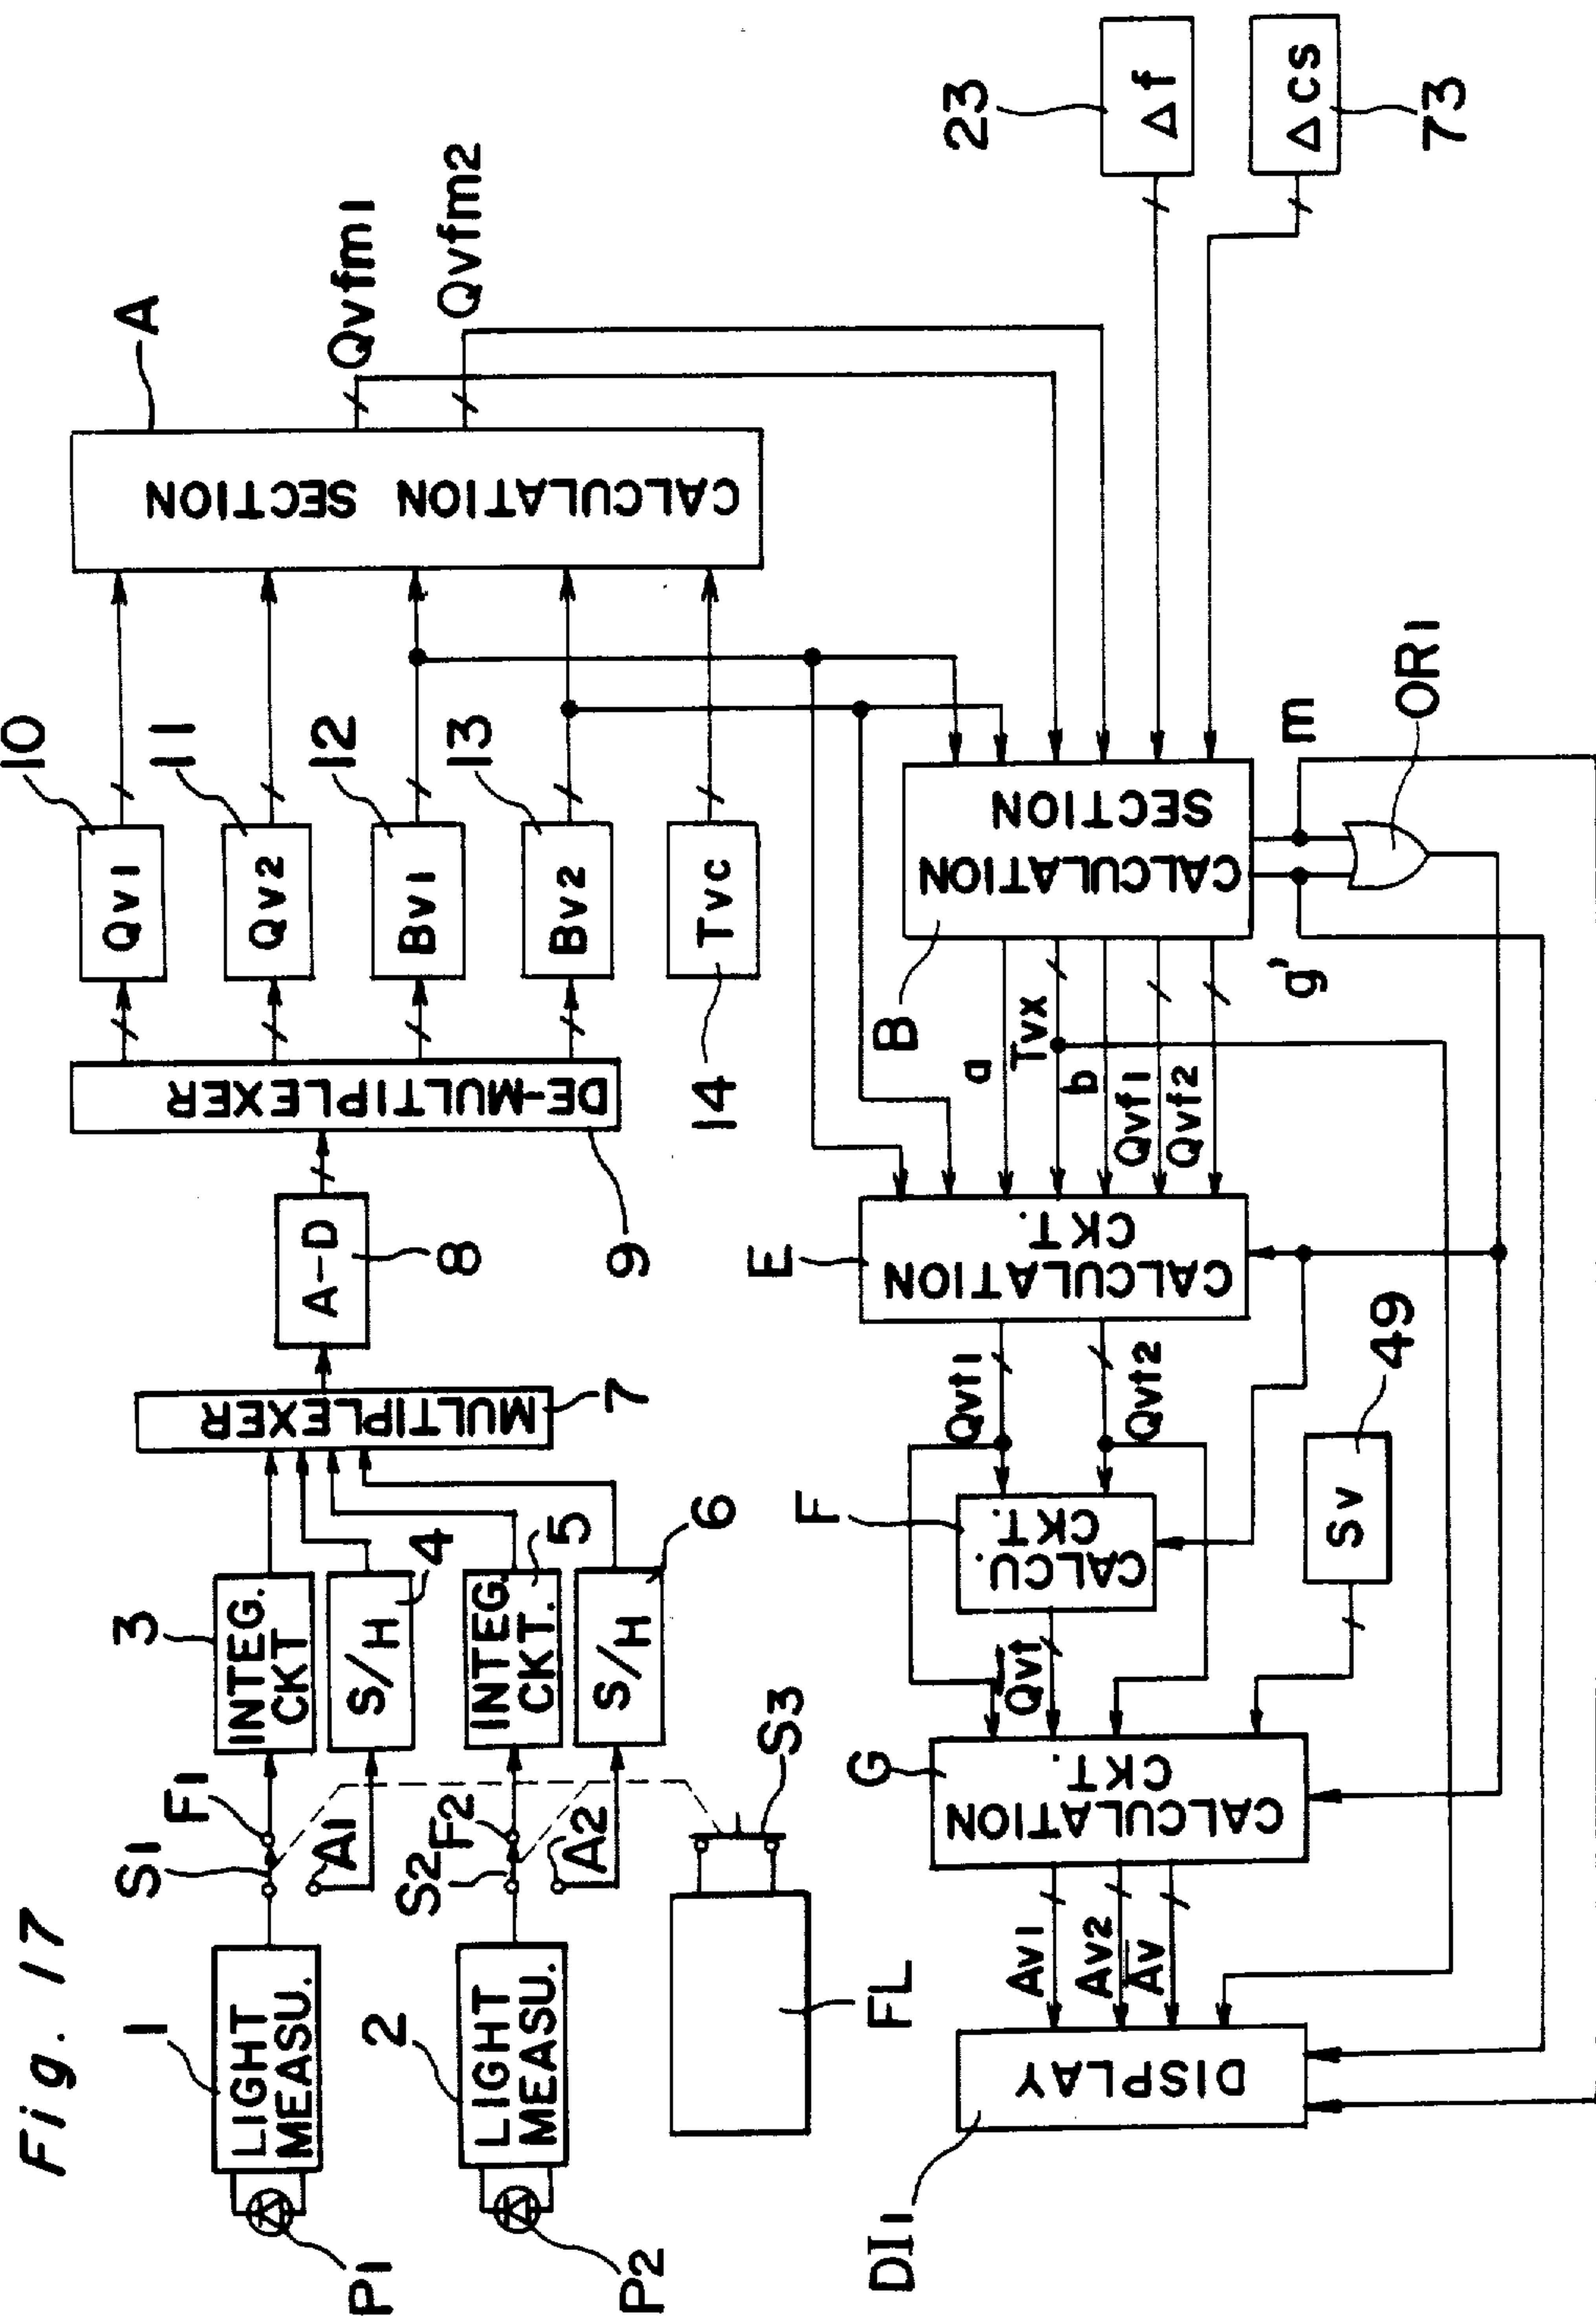 Fig. 17
P1
1
LIGHT
MEASU.
S1
F1
A1
3
INTEG.
CKT
S/H
4
P2
2
LIGHT
MEASU.
S2
F2
A2
INTEG.
CKT.
5
S/H
6
FL
S3
MULTIPLEXER
7
A-D
8
DE-MULTIPLEXER
9
10
Qv1
11
Qv2
12
Bv1
13
Bv2
Tvc
14
CALCULATION SECTION
A
Qvfm1
Qvfm2
23
Δf
Δcs
73
B
CALCULATION
SECTION
m
g'
OR1
a
Tvx
b
Qvf1
Qvf2
E
CALCULATION
CKT.
Qvt1
Qvt2
F
CALCU.
CKT.
Q̅v̅t̅
Sv
49
G
CALCULATION
CKT.
Av1
Av2
A̅v̅
DISPLAY
DI1